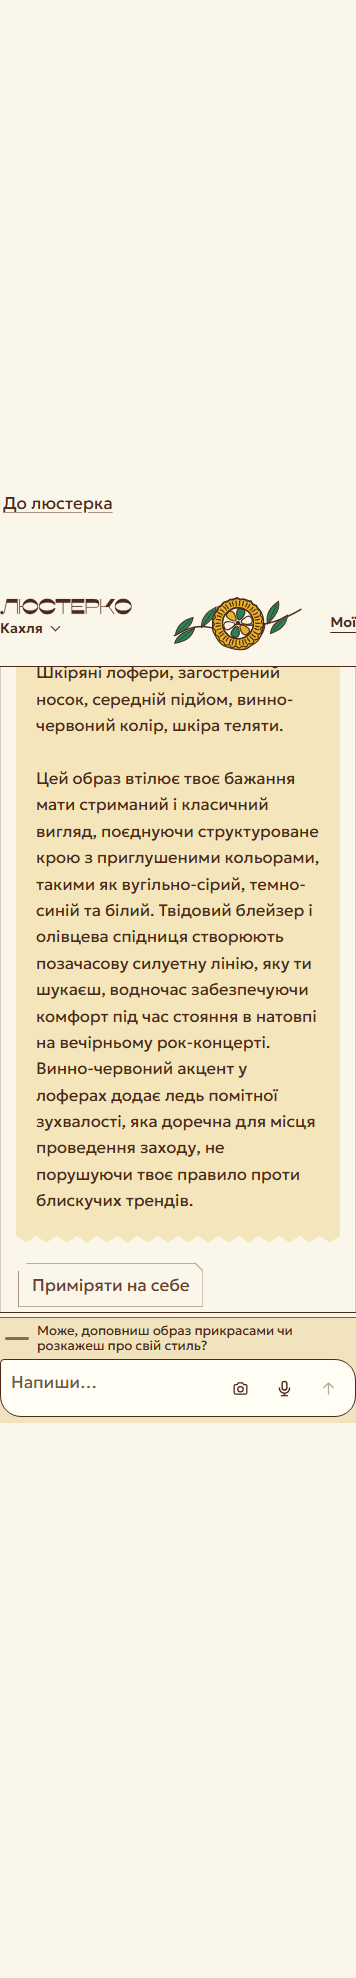 До люстерка
ЛЮСТЕРКО
Кахля
Мої
Шкіряні лофери, загострений
носок, середній підйом, винно-
червоний колір, шкіра теляти.
Цей образ втілює твоє бажання
мати стриманий і класичний
вигляд, поєднуючи структуроване
крою з приглушеними кольорами,
такими як вугільно-сірий, темно-
синій та білий. Твідовий блейзер і
олівцева спідниця створюють
позачасову силуетну лінію, яку ти
шукаєш, водночас забезпечуючи
комфорт під час стояння в натовпі
на вечірньому рок-концерті.
Винно-червоний акцент у
лоферах додає ледь помітної
зухвалості, яка доречна для місця
проведення заходу, не
порушуючи твоє правило проти
блискучих трендів.
Приміряти на себе
Може, доповниш образ прикрасами чи
розкажеш про свій стиль?
Напиши...